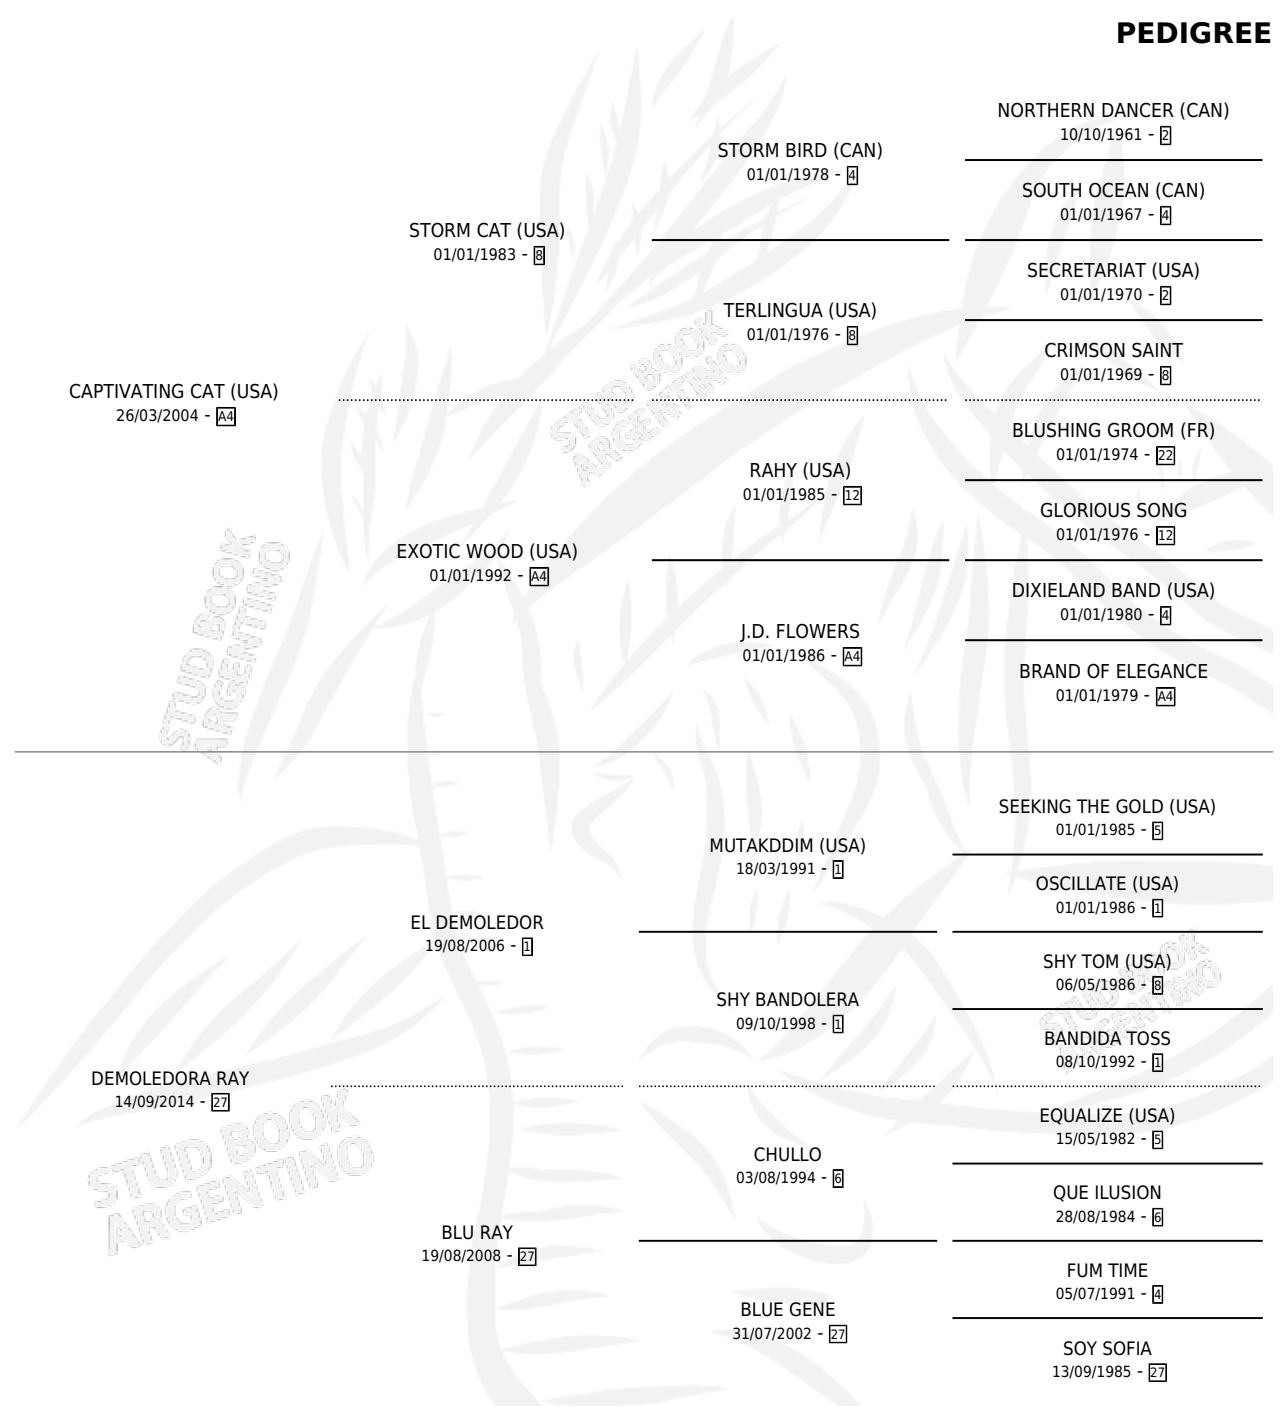 PEDIGREE
NORTHERN DANCER (CAN)
10/10/1961 - 2
STORM BIRD (CAN)
01/01/1978 - 4
SOUTH OCEAN (CAN)
01/01/1967 - 4
STORM CAT (USA)
01/01/1983 - 8
SECRETARIAT (USA)
01/01/1970 - 2
TERLINGUA (USA)
01/01/1976 - 8
CRIMSON SAINT
01/01/1969 - 8
CAPTIVATING CAT (USA)
26/03/2004 - A4
BLUSHING GROOM (FR)
01/01/1974 - 22
RAHY (USA)
01/01/1985 - 12
GLORIOUS SONG
01/01/1976 - 12
EXOTIC WOOD (USA)
01/01/1992 - A4
DIXIELAND BAND (USA)
01/01/1980 - 4
J.D. FLOWERS
01/01/1986 - A4
BRAND OF ELEGANCE
01/01/1979 - A4
SEEKING THE GOLD (USA)
01/01/1985 - 5
MUTAKDDIM (USA)
18/03/1991 - 1
OSCILLATE (USA)
01/01/1986 - 1
EL DEMOLEDOR
19/08/2006 - 1
SHY TOM (USA)
06/05/1986 - 8
SHY BANDOLERA
09/10/1998 - 1
BANDIDA TOSS
08/10/1992 - 1
DEMOLEDORA RAY
14/09/2014 - 27
EQUALIZE (USA)
15/05/1982 - 5
CHULLO
03/08/1994 - 6
QUE ILUSION
28/08/1984 - 6
BLU RAY
19/08/2008 - 27
FUM TIME
05/07/1991 - 4
BLUE GENE
31/07/2002 - 27
SOY SOFIA
13/09/1985 - 27
STUD BOOK
ARGENTINO
STUD BOOK
ARGENTINO
STUD BOOK
ARGENTINO
STUD BOOK
ARGENTINO